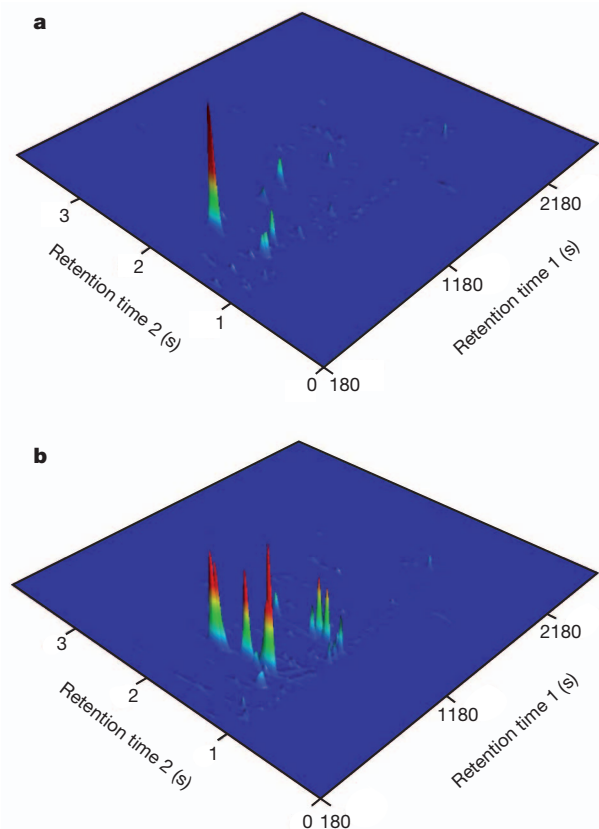 a
3
2
1
0 180
1180
2180
Retention time 2 (s)
Retention time 1 (s)
b
3
2
1
0 180
1180
2180
Retention time 2 (s)
Retention time 1 (s)